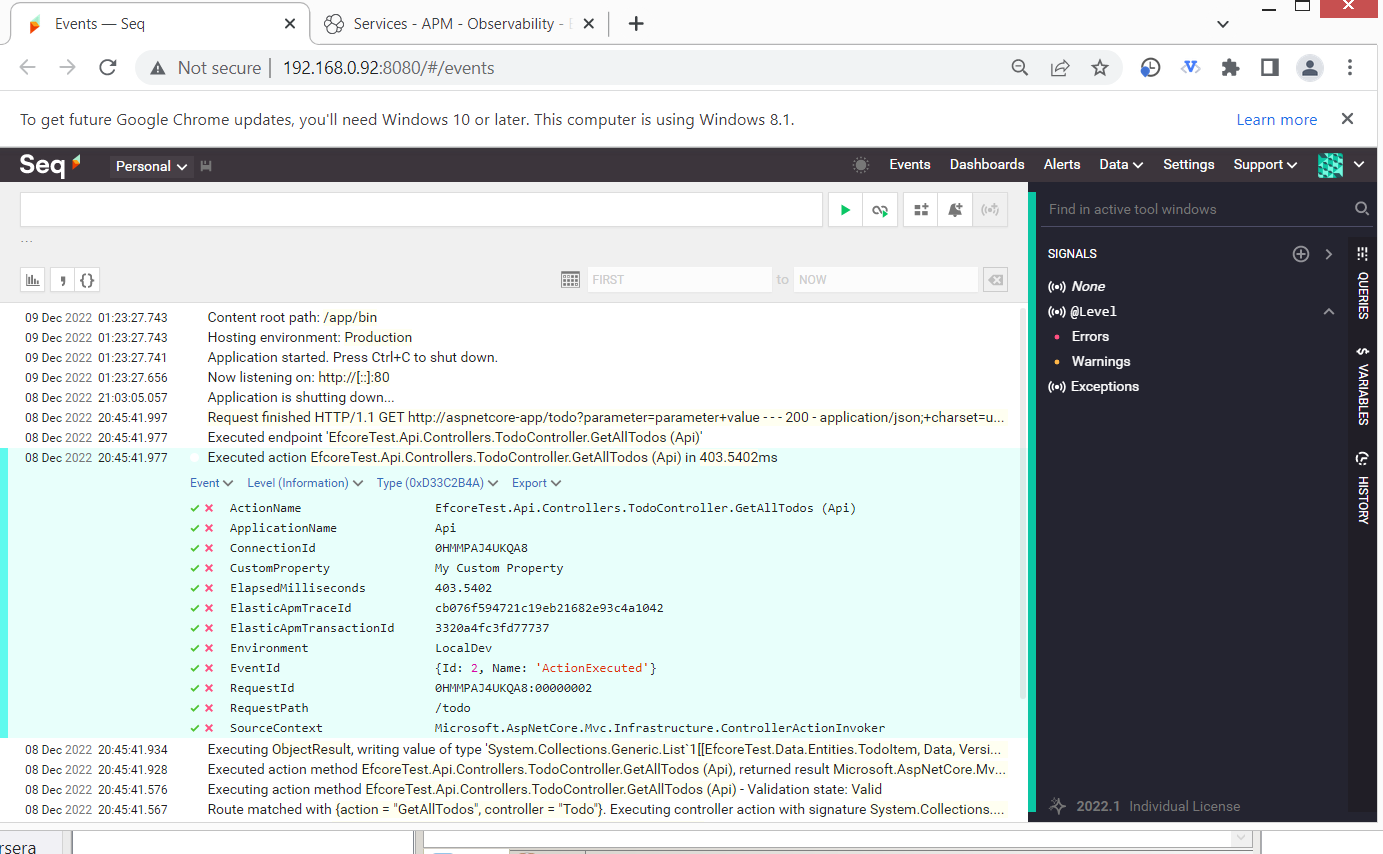 Events — Seq
Services - APM - Observability -
Not secure
192.168.0.92:8080/#/events
To get future Google Chrome updates, you'll need Windows 10 or later. This computer is using Windows 8.1.
Learn more
Seq
Personal
Events
Dashboards
Alerts
Data
Settings
Support
...
FIRST
to
NOW
09 Dec 2022 01:23:27.743 Content root path: /app/bin
09 Dec 2022 01:23:27.743 Hosting environment: Production
09 Dec 2022 01:23:27.741 Application started. Press Ctrl+C to shut down.
09 Dec 2022 01:23:27.656 Now listening on: http://[::]:80
08 Dec 2022 21:03:05.057 Application is shutting down...
08 Dec 2022 20:45:41.997 Request finished HTTP/1.1 GET http://aspnetcore-app/todo?parameter=parameter+value - - - 200 - application/json;+charset=u...
08 Dec 2022 20:45:41.977 Executed endpoint 'EfcoreTest.Api.Controllers.TodoController.GetAllTodos (Api)'
08 Dec 2022 20:45:41.977 Executed action EfcoreTest.Api.Controllers.TodoController.GetAllTodos (Api) in 403.5402ms
Event Level (Information) Type (0xD33C2B4A) Export
ActionName EfcoreTest.Api.Controllers.TodoController.GetAllTodos (Api)
ApplicationName Api
ConnectionId 0HMMPAJ4UKQA8
CustomProperty My Custom Property
ElapsedMilliseconds 403.5402
ElasticApmTraceId cb076f594721c19eb21682e93c4a1042
ElasticApmTransactionId 3320a4fc3fd77737
Environment LocalDev
EventId {Id: 2, Name: 'ActionExecuted'}
RequestId 0HMMPAJ4UKQA8:00000002
RequestPath /todo
SourceContext Microsoft.AspNetCore.Mvc.Infrastructure.ControllerActionInvoker
08 Dec 2022 20:45:41.934 Executing ObjectResult, writing value of type 'System.Collections.Generic.List`1[[EfcoreTest.Data.Entities.TodoItem, Data, Versi...
08 Dec 2022 20:45:41.928 Executed action method EfcoreTest.Api.Controllers.TodoController.GetAllTodos (Api), returned result Microsoft.AspNetCore.Mv...
08 Dec 2022 20:45:41.576 Executing action method EfcoreTest.Api.Controllers.TodoController.GetAllTodos (Api) - Validation state: Valid
08 Dec 2022 20:45:41.567 Route matched with {action = "GetAllTodos", controller = "Todo"}. Executing controller action with signature System.Collections....
Find in active tool windows
SIGNALS
None
@Level
Errors
Warnings
Exceptions
QUERIES
VARIABLES
HISTORY
2022.1 Individual License
rsera